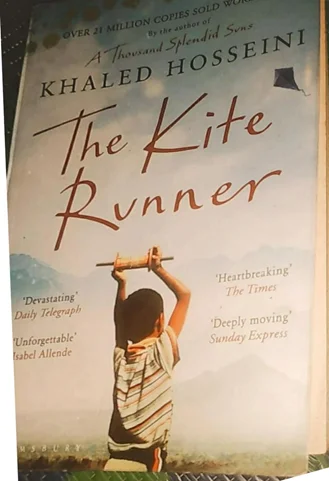 OVER 21 MILLION COPIES SOLD
By the author of
A Thousand Splendid Suns
KHALED HOSSEINI
The Kite
Runner
'Heartbreaking'
The Times
'Devastating'
Daily Telegraph
'Deeply moving'
Sunday Express
'Unforgettable'
Isabel Allende